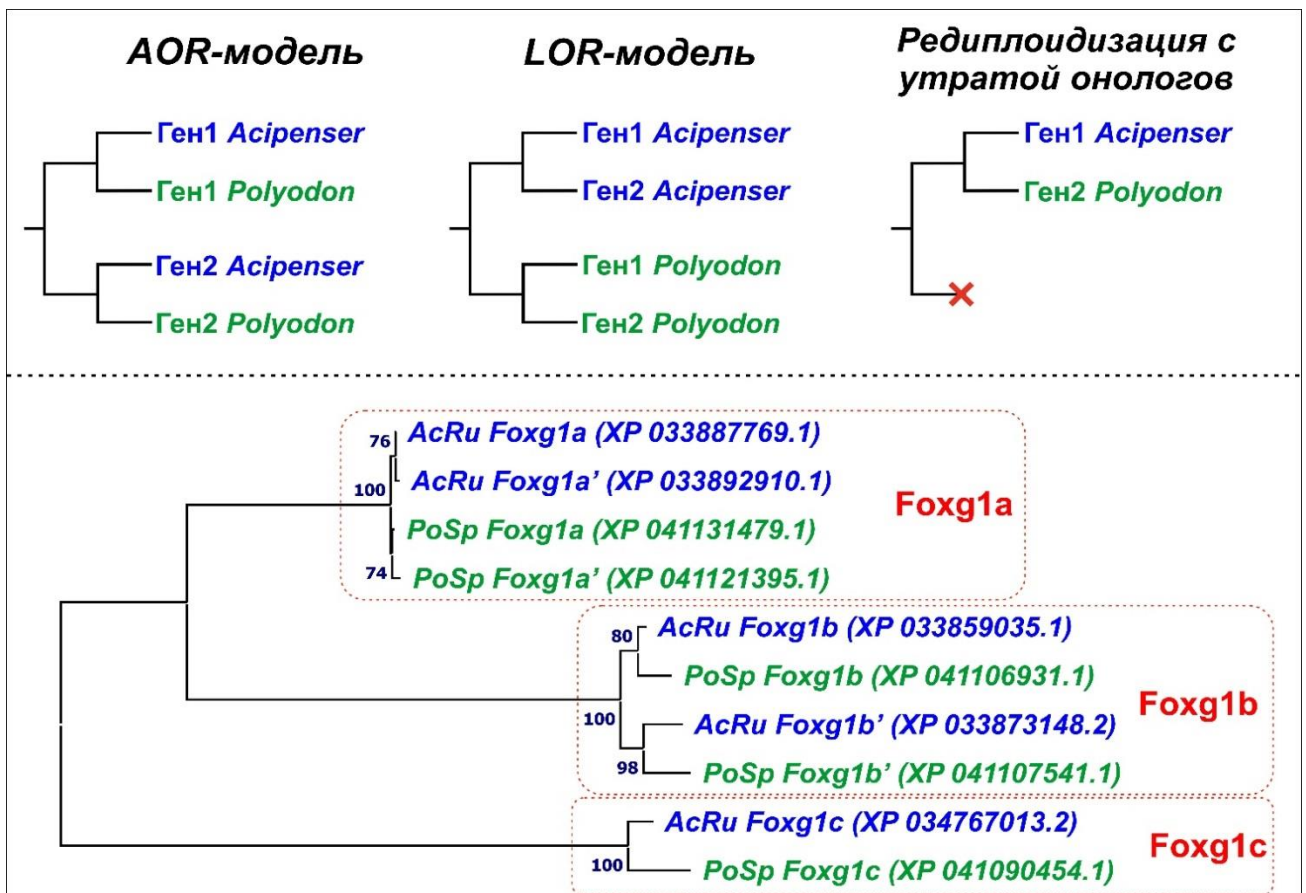 AOR-модель
LOR-модель
Редиплоидизация с
утратой онологов
Ген1 Acipenser
Ген1 Polyodon
Ген2 Acipenser
Ген2 Polyodon
Ген1 Acipenser
Ген2 Acipenser
Ген1 Polyodon
Ген2 Polyodon
Ген1 Acipenser
Ген2 Polyodon
76
AcRu Foxg1a (XP 033887769.1)
AcRu Foxg1a’ (XP 033892910.1)
100
PoSp Foxg1a (XP 041131479.1)
74
PoSp Foxg1a’ (XP 041121395.1)
Foxg1a
80
AcRu Foxg1b (XP 033859035.1)
PoSp Foxg1b (XP 041106931.1)
100
AcRu Foxg1b’ (XP 033873148.2)
98
PoSp Foxg1b’ (XP 041107541.1)
Foxg1b
AcRu Foxg1c (XP 034767013.2)
100
PoSp Foxg1c (XP 041090454.1)
Foxg1c